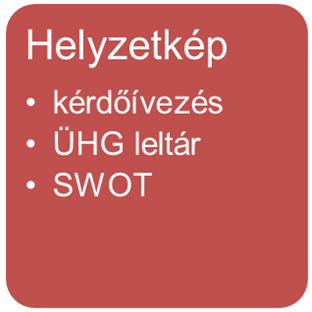 Helyzetkép
• kérdőívezés
• ÜHG leltár
• SWOT